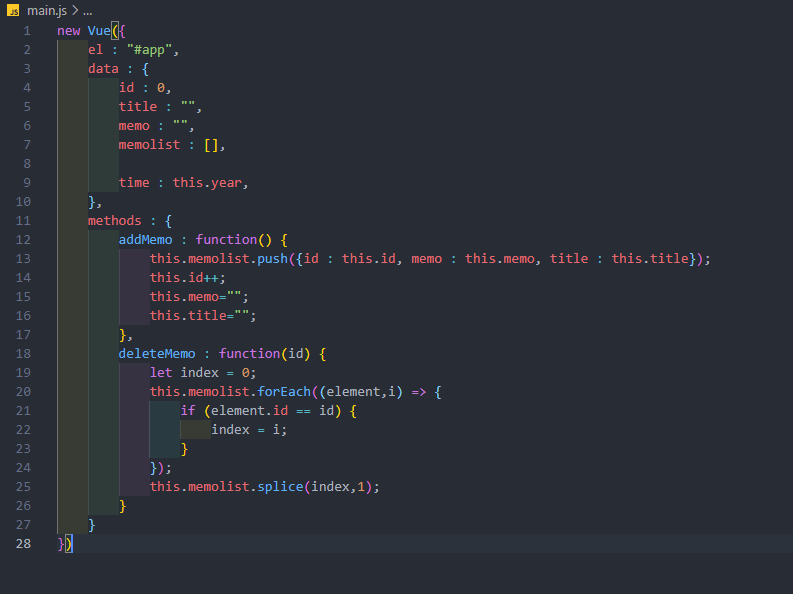 JS main.js > ...
1 new Vue({
2     el : "#app",
3     data : {
4         id : 0,
5         title : "",
6         memo : "",
7         memolist : [],
8
9         time : this.year,
10     },
11     methods : {
12         addMemo : function() {
13             this.memolist.push({id : this.id, memo : this.memo, title : this.title});
14             this.id++;
15             this.memo="";
16             this.title="";
17         },
18         deleteMemo : function(id) {
19             let index = 0;
20             this.memolist.forEach((element,i) => {
21                 if (element.id == id) {
22                     index = i;
23                 }
24             });
25             this.memolist.splice(index,1);
26         }
27     }
28 })